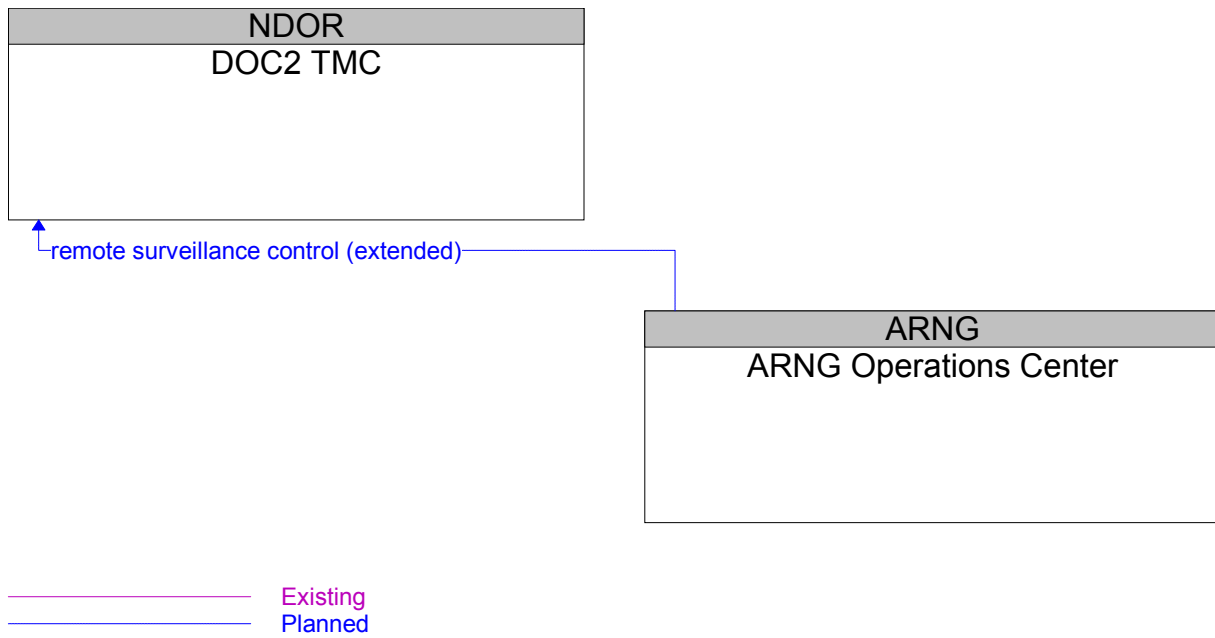 NDOR
DOC2 TMC
remote surveillance control (extended)
ARNG
ARNG Operations Center
Existing
Planned